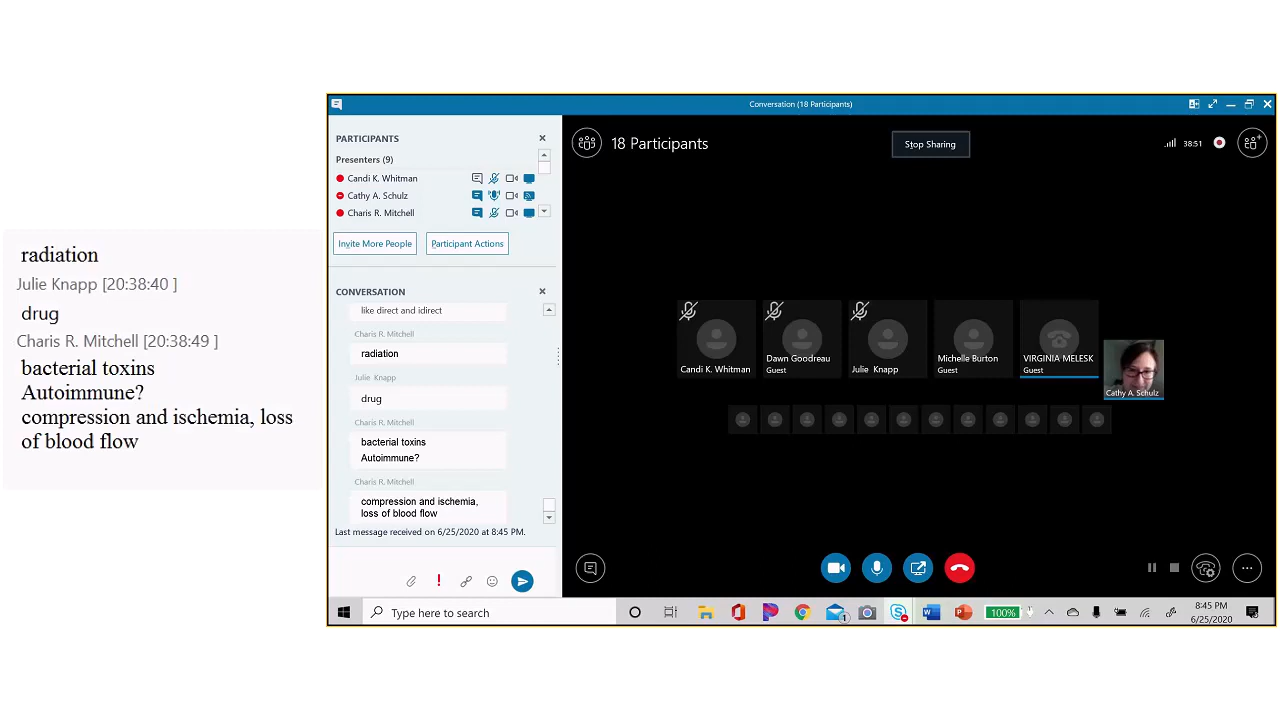 radiation
Julie Knapp [20:38:40 ]
drug
Charis R. Mitchell [20:38:49 ]
bacterial toxins
Autoimmune?
compression and ischemia, loss
of blood flow
Conversation (18 Participants)
PARTICIPANTS
Presenters (9)
Candi K. Whitman
Cathy A. Schulz
Charis R. Mitchell
Invite More People
Participant Actions
CONVERSATION
like direct and idirect
Charis R. Mitchell
radiation
Julie Knapp
drug
Charis R. Mitchell
bacterial toxins
Autoimmune?
Charis R. Mitchell
compression and ischemia,
loss of blood flow
Last message received on 6/25/2020 at 8:45 PM.
18 Participants
Stop Sharing
38:51
Candi K. Whitman
Dawn Goodreau
Guest
Julie Knapp
Michelle Burton
Guest
VIRGINIA MELESK
Guest
Cathy A. Schulz
Type here to search
1
100%
8:45 PM
6/25/2020